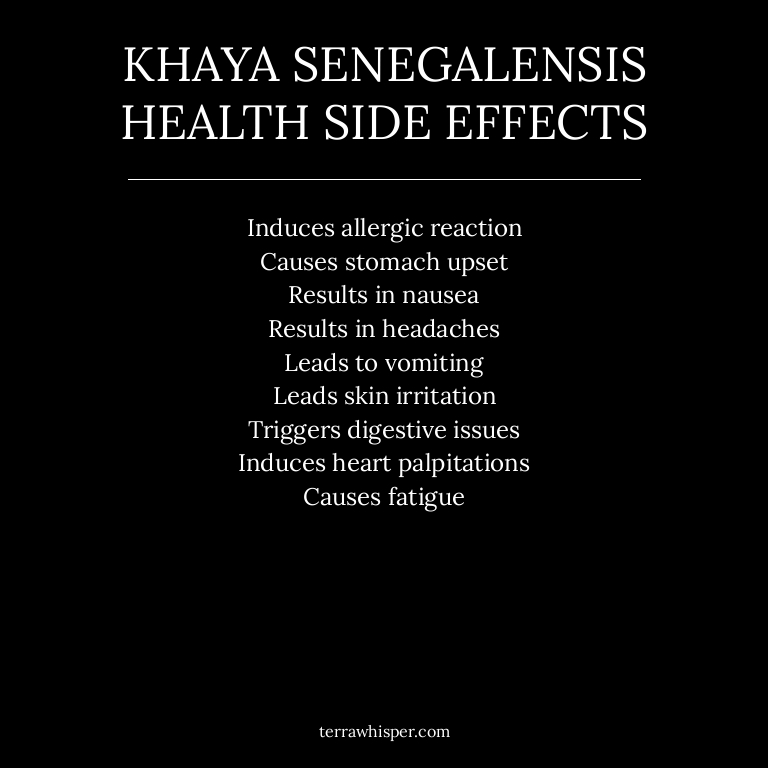 KHAYA SENEGALENSIS
HEALTH SIDE EFFECTS
Induces allergic reaction
Causes stomach upset
Results in nausea
Results in headaches
Leads to vomiting
Leads skin irritation
Triggers digestive issues
Induces heart palpitations
Causes fatigue
terrawhisper.com